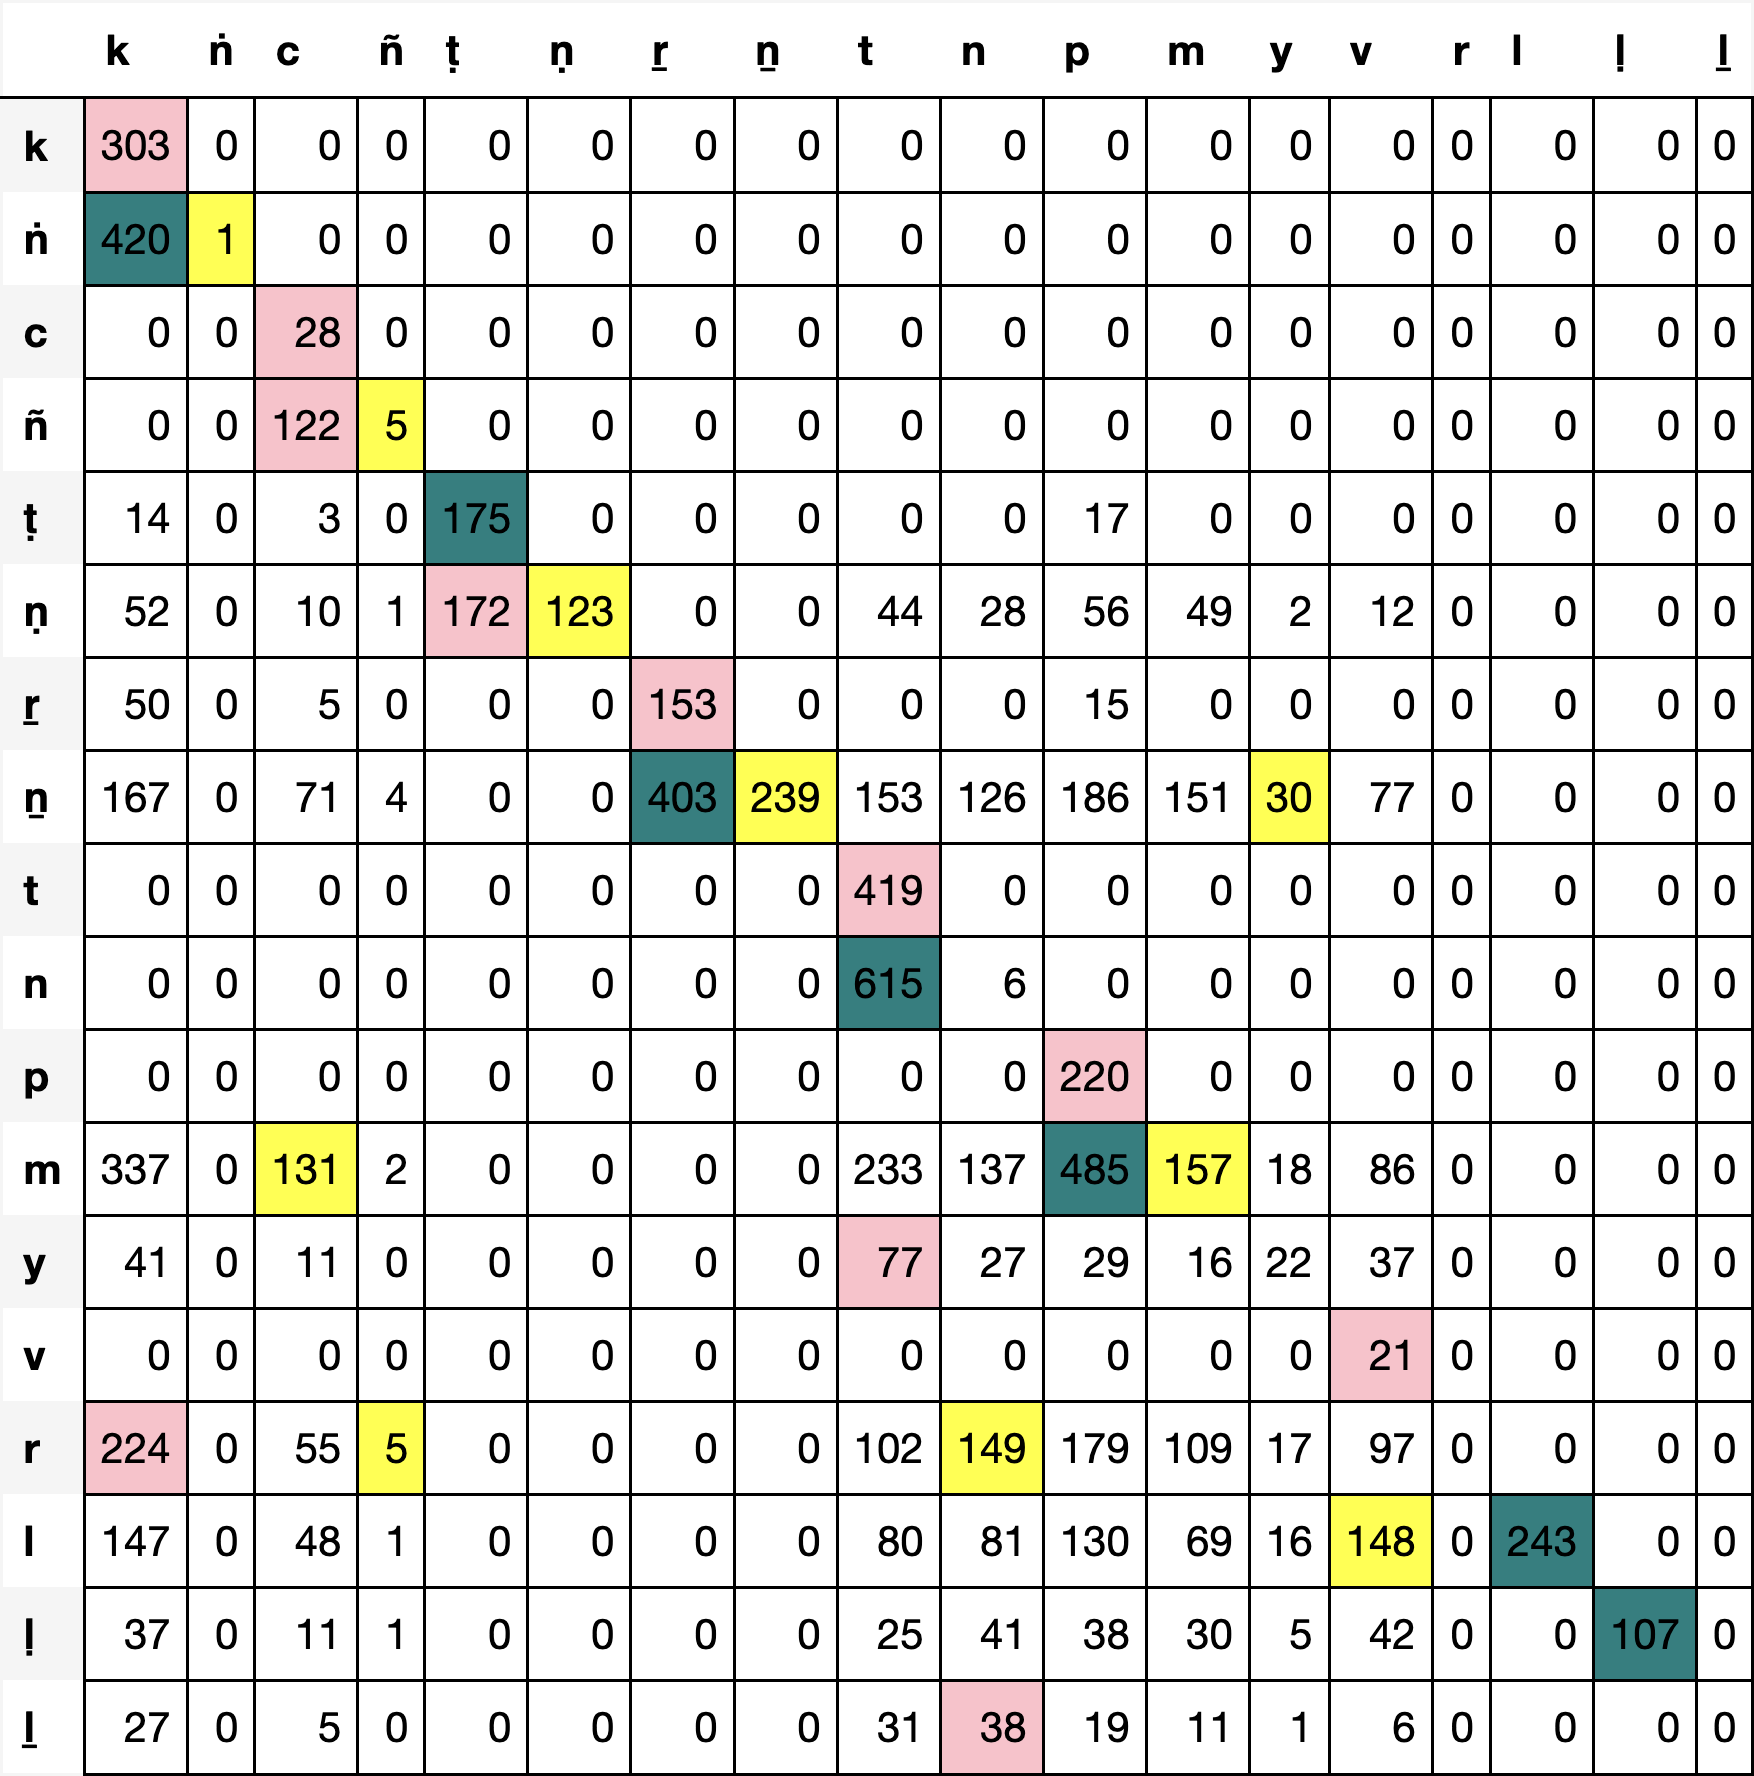 k ṅ c ñ ṭ ṇ ṟ ṉ t n p m y v r l ḷ ḻ
k 303 0 0 0 0 0 0 0 0 0 0 0 0 0 0 0 0 0
ṅ 420 1 0 0 0 0 0 0 0 0 0 0 0 0 0 0 0 0
c 0 0 28 0 0 0 0 0 0 0 0 0 0 0 0 0 0 0
ñ 0 0 122 5 0 0 0 0 0 0 0 0 0 0 0 0 0 0
ṭ 14 0 3 0 175 0 0 0 0 0 17 0 0 0 0 0 0 0
ṇ 52 0 10 1 172 123 0 0 44 28 56 49 2 12 0 0 0 0
ṟ 50 0 5 0 0 0 153 0 0 0 15 0 0 0 0 0 0 0
ṉ 167 0 71 4 0 0 403 239 153 126 186 151 30 77 0 0 0 0
t 0 0 0 0 0 0 0 0 419 0 0 0 0 0 0 0 0 0
n 0 0 0 0 0 0 0 0 615 6 0 0 0 0 0 0 0 0
p 0 0 0 0 0 0 0 0 0 0 220 0 0 0 0 0 0 0
m 337 0 131 2 0 0 0 0 233 137 485 157 18 86 0 0 0 0
y 41 0 11 0 0 0 0 0 77 27 29 16 22 37 0 0 0 0
v 0 0 0 0 0 0 0 0 0 0 0 0 0 21 0 0 0 0
r 224 0 55 5 0 0 0 0 102 149 179 109 17 97 0 0 0 0
l 147 0 48 1 0 0 0 0 80 81 130 69 16 148 0 243 0 0
ḷ 37 0 11 1 0 0 0 0 25 41 38 30 5 42 0 0 107 0
ḻ 27 0 5 0 0 0 0 0 31 38 19 11 1 6 0 0 0 0